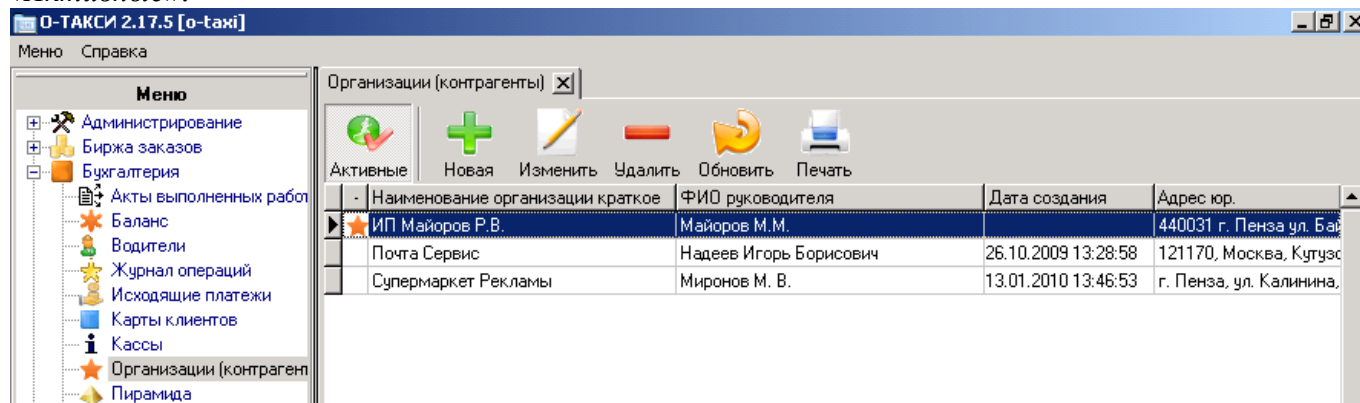 О-ТАКСИ 2.17.5 [o-taxi]
Меню Справка
Меню
Администрирование
Биржа заказов
Бухгалтерия
Акты выполненных работ
Баланс
Водители
Журнал операций
Исходящие платежи
Карты клиентов
Кассы
Организации (контрагент
Пирамида
Организации (контрагенты)
Активные Новая Изменить Удалить Обновить Печать
- Наименование организации краткое ФИО руководителя Дата создания Адрес юр.
ИП Майоров Р.В. Майоров М.М. 440031 г. Пенза ул. Бай
Почта Сервис Надеев Игорь Борисович 26.10.2009 13:28:58 121170, Москва, Кутузо
Супермаркет Рекламы Миронов М. В. 13.01.2010 13:46:53 г. Пенза, ул. Калинина,